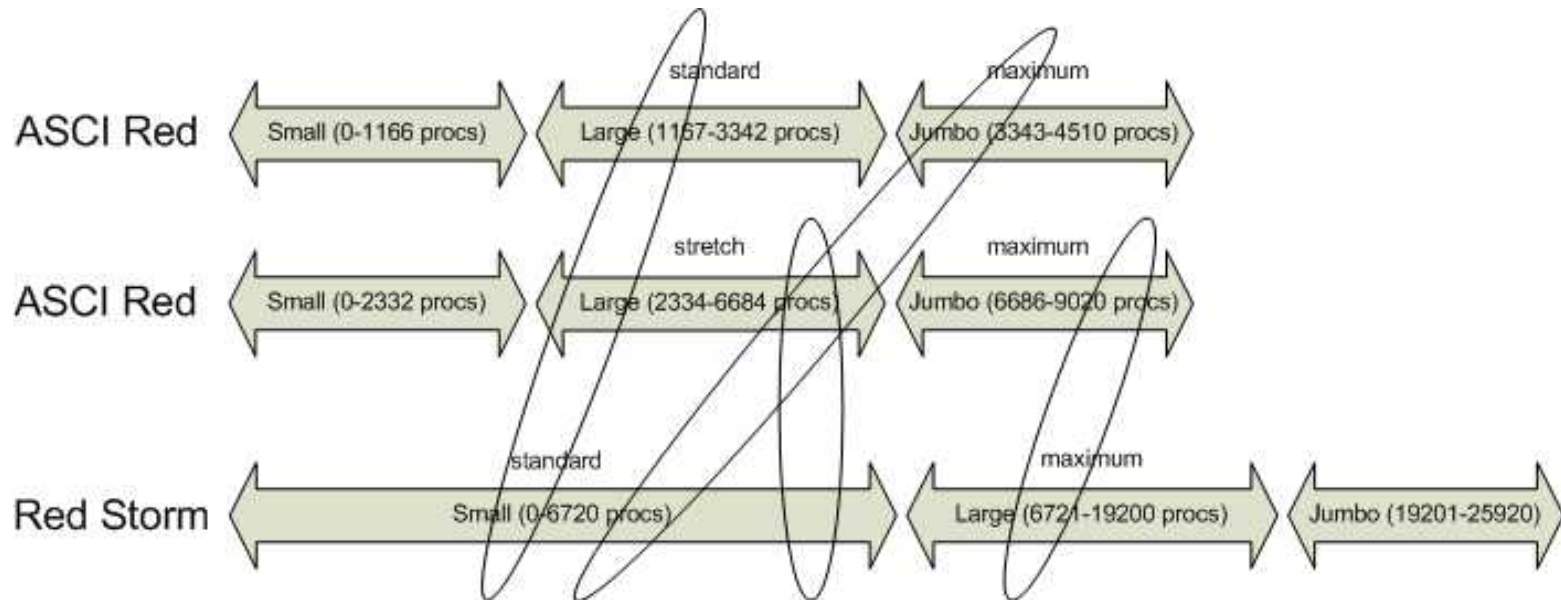 standard maximum
ASCI Red Small (0-1166 procs) Large (1167-3342 procs) Jumbo (3343-4510 procs)
stretch maximum
ASCI Red Small (0-2332 procs) Large (2334-6684 procs) Jumbo (6686-9020 procs)
standard maximum
Red Storm Small (0-6720 procs) Large (6721-19200 procs) Jumbo (19201-25920)